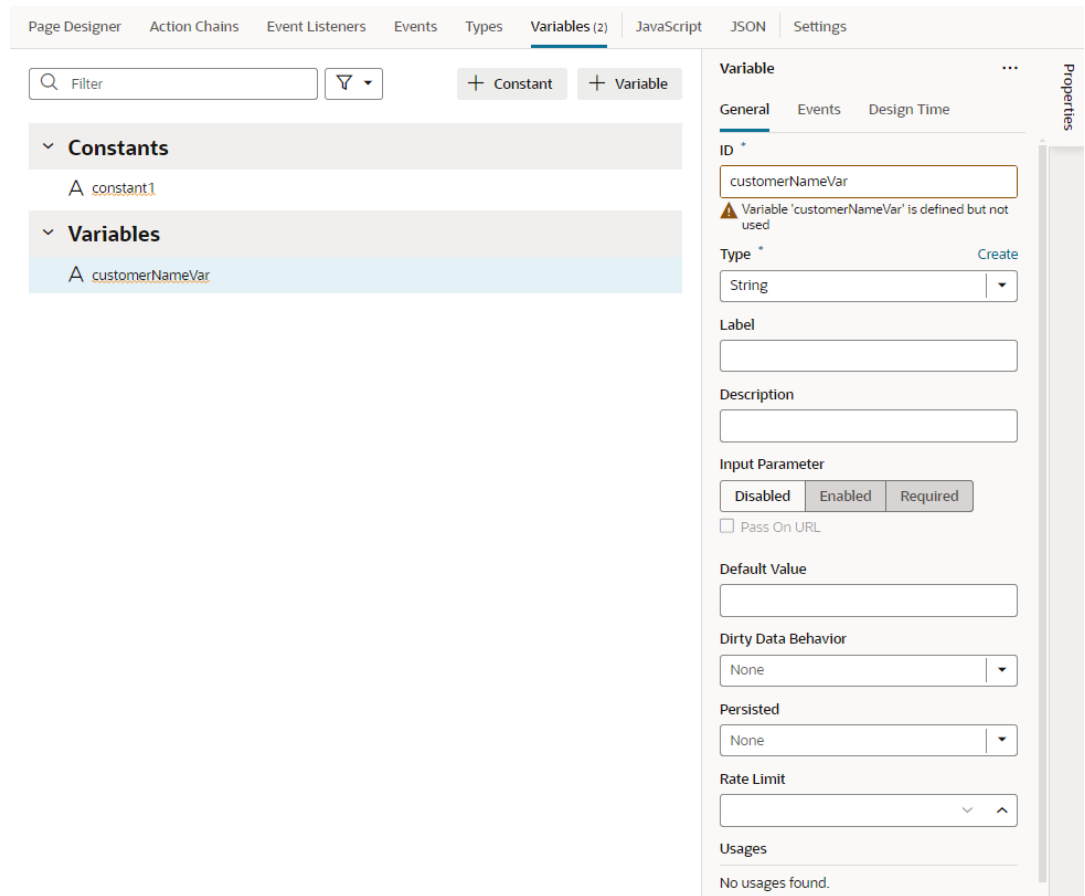 Page Designer Action Chains Event Listeners Events Types Variables (2) JavaScript JSON Settings
Filter
+ Constant + Variable
Constants
A constant1
Variables
A customerNameVar
Variable ...
Properties
General Events Design Time
ID *
customerNameVar
Variable 'customerNameVar' is defined but not
used
Type * Create
String
Label
Description
Input Parameter
Disabled Enabled Required
Pass On URL
Default Value
Dirty Data Behavior
None
Persisted
None
Rate Limit
Usages
No usages found.